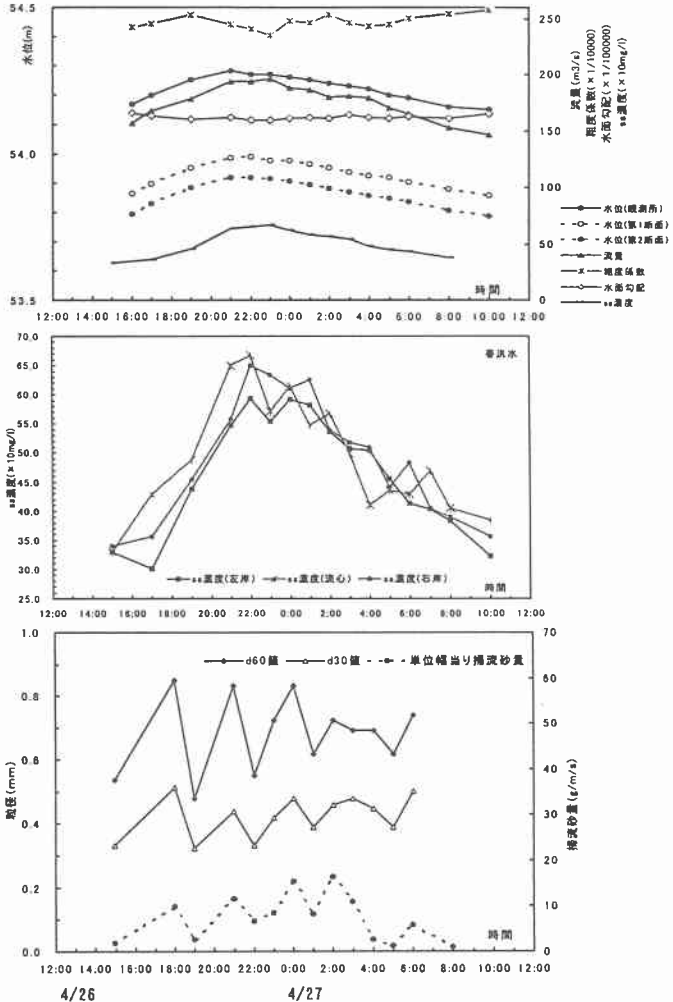 54.5
54.0
53.5
水位(m)
250
200
150
100
50
0
流量(m3/s)
粗度係数(×1/10000)
水面勾配(×1/100000)
ss濃度(×10mg/l)
水位(観測所)
水位(第1断面)
水位(第2断面)
流量
粗度係数
水面勾配
ss濃度
時間
12:00 14:00 16:00 18:00 20:00 22:00 0:00 2:00 4:00 6:00 8:00 10:00 12:00
70.0
65.0
60.0
55.0
50.0
45.0
40.0
35.0
30.0
25.0
ss濃度(×10mg/l)
春洪水
ss濃度(左岸) ss濃度(流心) ss濃度(右岸)
時間
12:00 14:00 16:00 18:00 20:00 22:00 0:00 2:00 4:00 6:00 8:00 10:00 12:00
1.0
0.8
0.6
0.4
0.2
0.0
粒径(mm)
d60値 d30値 単位幅当り掃流砂量
70
60
50
40
30
20
10
0
掃流砂量(g/m/s)
時間
12:00 14:00 16:00 18:00 20:00 22:00 0:00 2:00 4:00 6:00 8:00 10:00 12:00
4/26 4/27